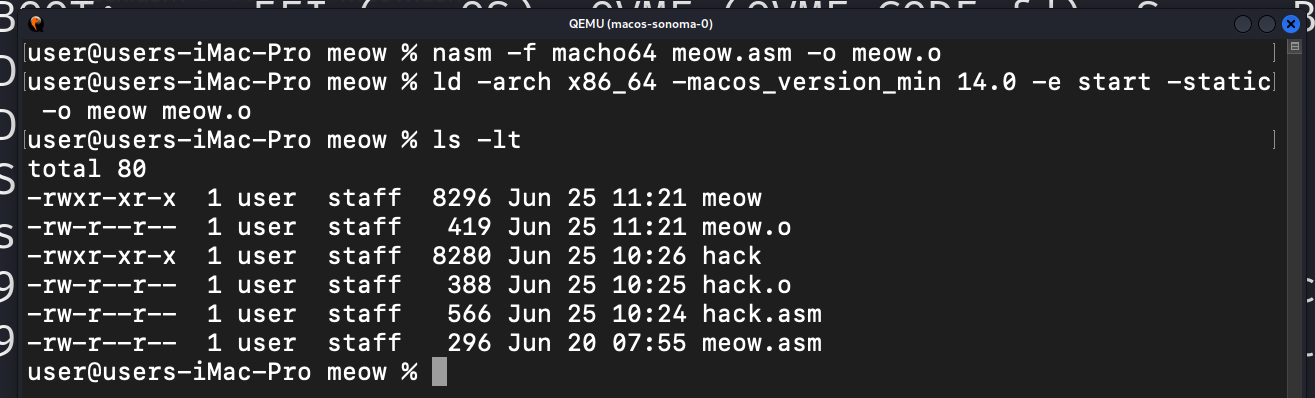 QEMU (macos-sonoma-0)
[user@users-iMac-Pro meow % nasm -f macho64 meow.asm -o meow.o ]
[user@users-iMac-Pro meow % ld -arch x86_64 -macos_version_min 14.0 -e start -static]
 -o meow meow.o
[user@users-iMac-Pro meow % ls -lt ]
total 80
-rwxr-xr-x  1 user  staff  8296 Jun 25 11:21 meow
-rw-r--r--  1 user  staff   419 Jun 25 11:21 meow.o
-rwxr-xr-x  1 user  staff  8280 Jun 25 10:26 hack
-rw-r--r--  1 user  staff   388 Jun 25 10:25 hack.o
-rw-r--r--  1 user  staff   566 Jun 25 10:24 hack.asm
-rw-r--r--  1 user  staff   296 Jun 20 07:55 meow.asm
user@users-iMac-Pro meow %